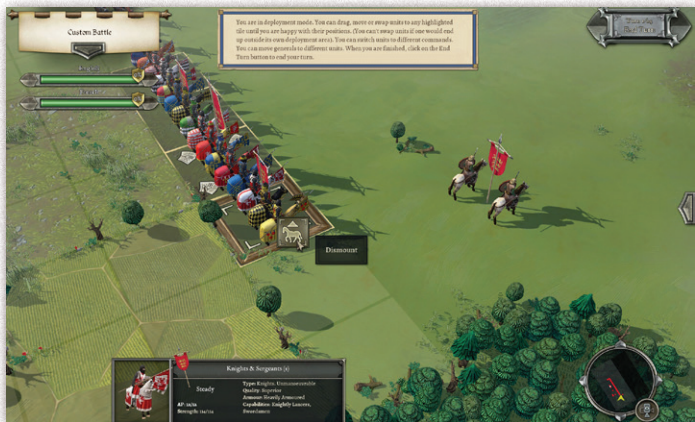 Custom Battle
You are in deployment mode. You can drag, move or swap units to any highlighted
tile until you are happy with their positions. (You can't swap units if one would end
up outside its own deployment area). You can switch units to different commands.
You can move generals to different units. When you are finished, click on the End
Turn button to end your turn.
Dismount
Knights & Sergeants
Steady
Type: Knights, Unmanoeuvrable
Quality: Superior
Armour: Heavily Armoured
Capabilities: Knightly Lancers,
Swordsmen
AP:
Strength: